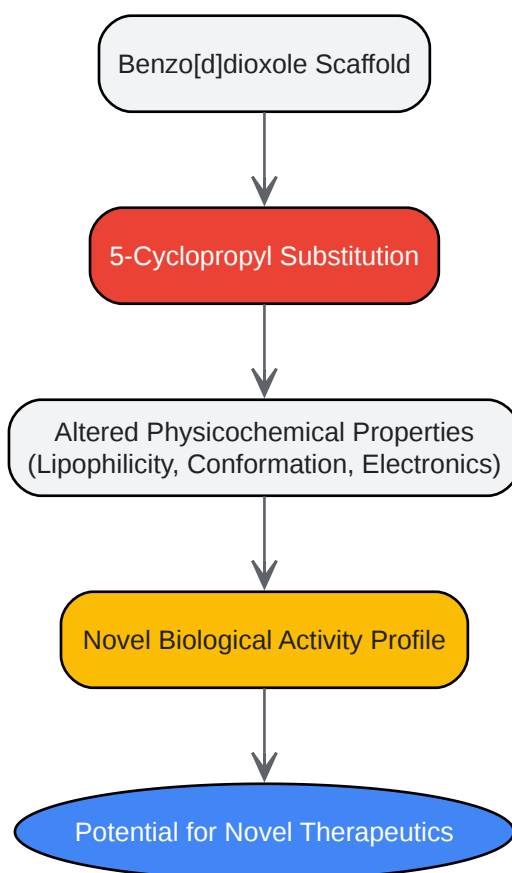 Benzo[d]dioxole Scaffold
5-Cyclopropyl Substitution
Altered Physicochemical Properties
(Lipophilicity, Conformation, Electronics)
Novel Biological Activity Profile
Potential for Novel Therapeutics